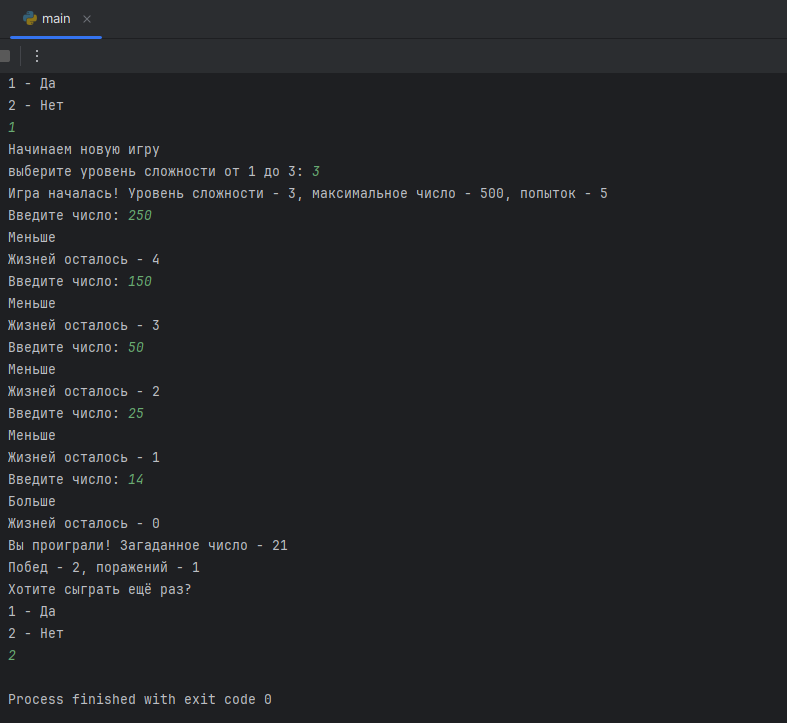 main
1 - Да
2 - Нет
1
Начинаем новую игру
выберите уровень сложности от 1 до 3: 3
Игра началась! Уровень сложности - 3, максимальное число - 500, попыток - 5
Введите число: 250
Меньше
Жизней осталось - 4
Введите число: 150
Меньше
Жизней осталось - 3
Введите число: 50
Меньше
Жизней осталось - 2
Введите число: 25
Меньше
Жизней осталось - 1
Введите число: 14
Больше
Жизней осталось - 0
Вы проиграли! Загаданное число - 21
Побед - 2, поражений - 1
Хотите сыграть ещё раз?
1 - Да
2 - Нет
2
Process finished with exit code 0